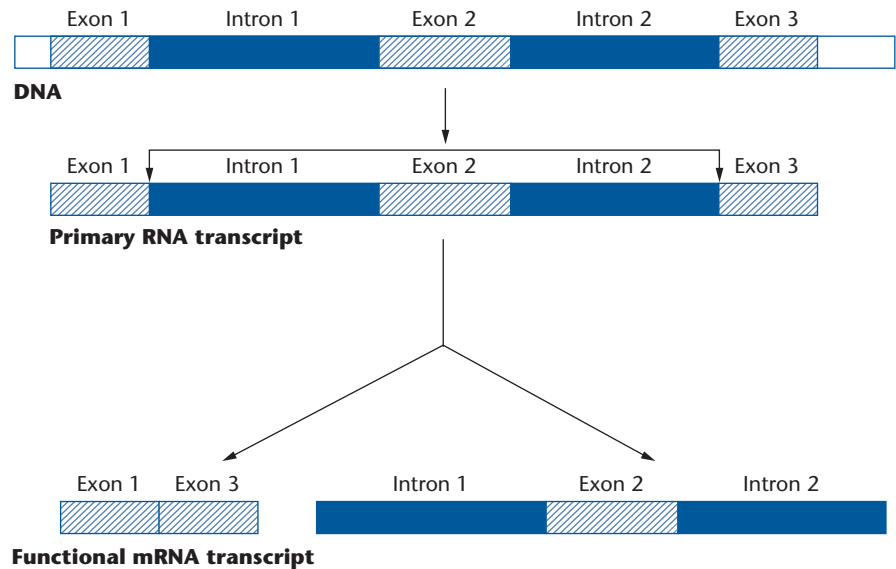 Exon 1 Intron 1 Exon 2 Intron 2 Exon 3
DNA
Exon 1 Intron 1 Exon 2 Intron 2 Exon 3
Primary RNA transcript
Exon 1 Exon 3 Intron 1 Exon 2 Intron 2
Functional mRNA transcript